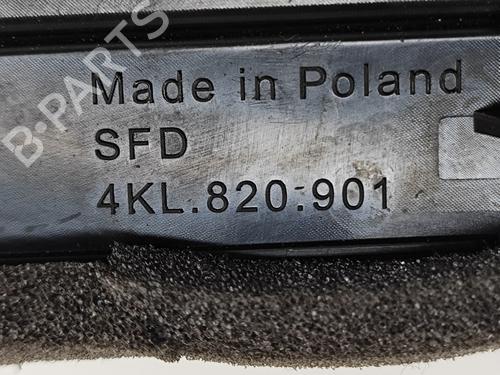 B-PARTS
Made in Poland
SFD
4KL.820.901